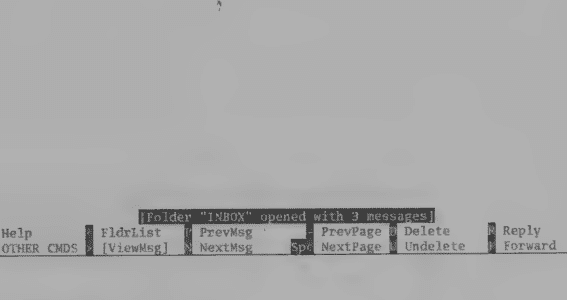 [Folder "INBOX" opened with 3 messages]
Help < FldrList P PrevMsg - PrevPage D Delete R Reply
OTHER CMDS > [ViewMsg] N NextMsg Spc NextPage U Undelete F Forward